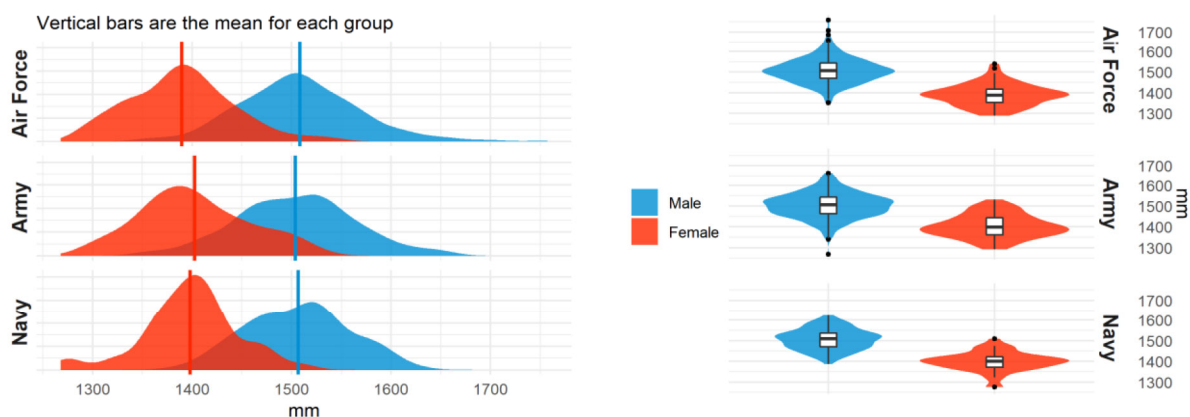 Vertical bars are the mean for each group
Air Force
Army
Navy
1300 1400 1500 1600 1700
mm
Male
Female
1700
1600
1500
1400
1300
Air Force
1700
1600
1500
1400
1300
Army
mm
1700
1600
1500
1400
1300
Navy